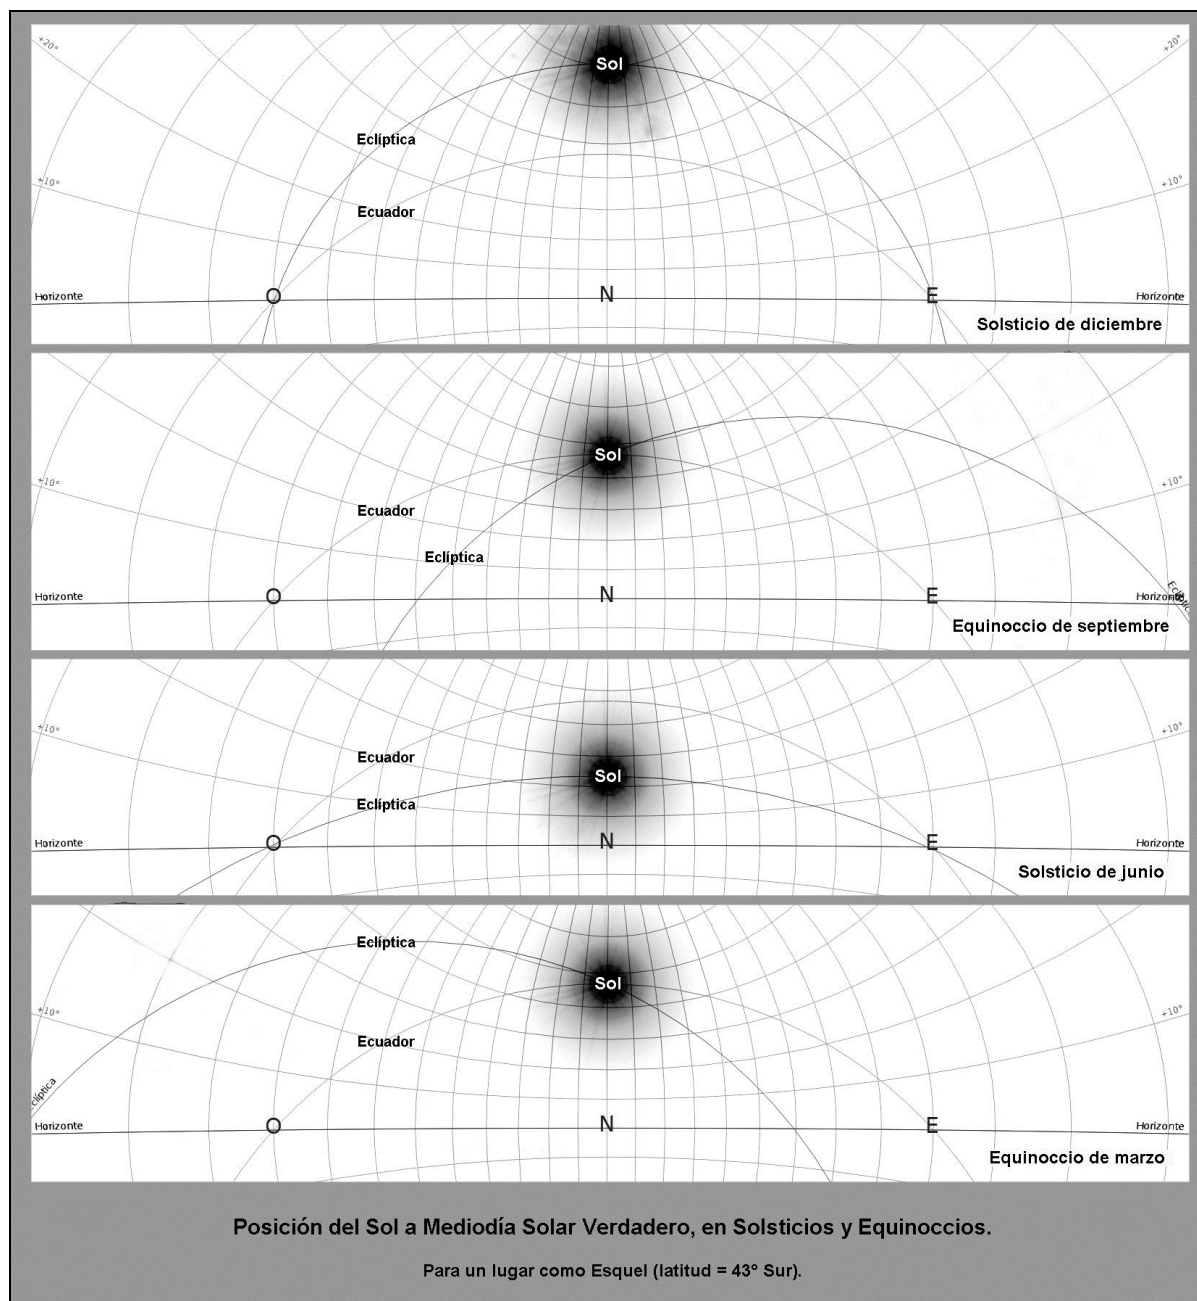 +20°
+20°
Sol
Eclíptica
+10°
+10°
Ecuador
Horizonte
O
N
E
Horizonte
Solsticio de diciembre
Sol
+10°
+10°
Ecuador
Eclíptica
Horizonte
O
N
E
Horizonte
Eclíptica
Equinoccio de septiembre
+10°
+10°
Ecuador
Sol
Eclíptica
Horizonte
O
N
E
Horizonte
Solsticio de junio
Eclíptica
Sol
+10°
+10°
Ecuador
clíptica
Horizonte
O
N
E
Horizonte
Equinoccio de marzo
Posición del Sol a Mediodía Solar Verdadero, en Solsticios y Equinoccios.
Para un lugar como Esquel (latitud = 43° Sur).